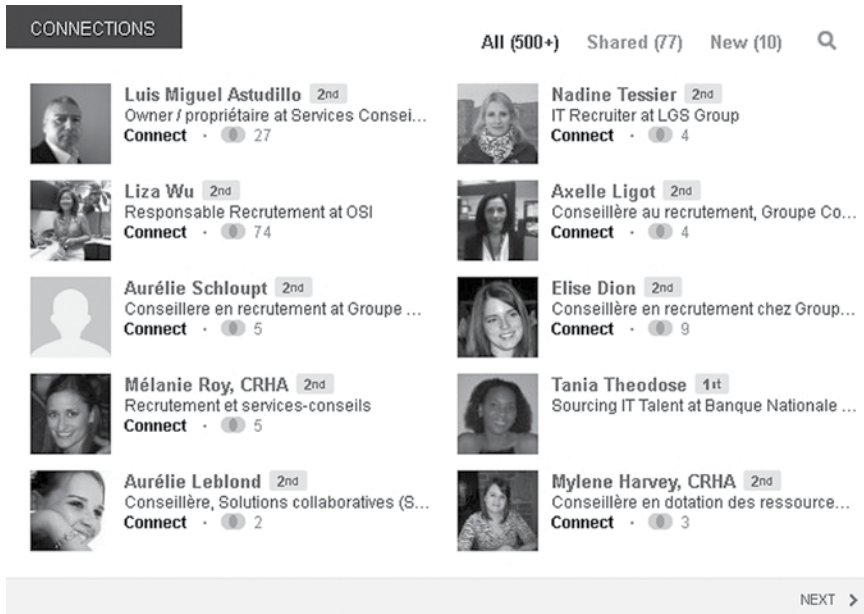 CONNECTIONS
All (500+) Shared (77) New (10)
Luis Miguel Astudillo 2nd
Owner / propriétaire at Services Consei...
Connect · 27
Liza Wu 2nd
Responsable Recrutement at OSI
Connect · 74
Aurélie Schloupt 2nd
Conseillere en recrutement at Groupe ...
Connect · 5
Mélanie Roy, CRHA 2nd
Recrutement et services-conseils
Connect · 5
Aurélie Leblond 2nd
Conseillère, Solutions collaboratives (S...
Connect · 2
Nadine Tessier 2nd
IT Recruiter at LGS Group
Connect · 4
Axelle Ligot 2nd
Conseillère au recrutement, Groupe Co...
Connect · 4
Elise Dion 2nd
Conseillère en recrutement chez Group...
Connect · 9
Tania Theodose 1st
Sourcing IT Talent at Banque Nationale ...
Mylene Harvey, CRHA 2nd
Conseillère en dotation des ressource...
Connect · 3
NEXT >